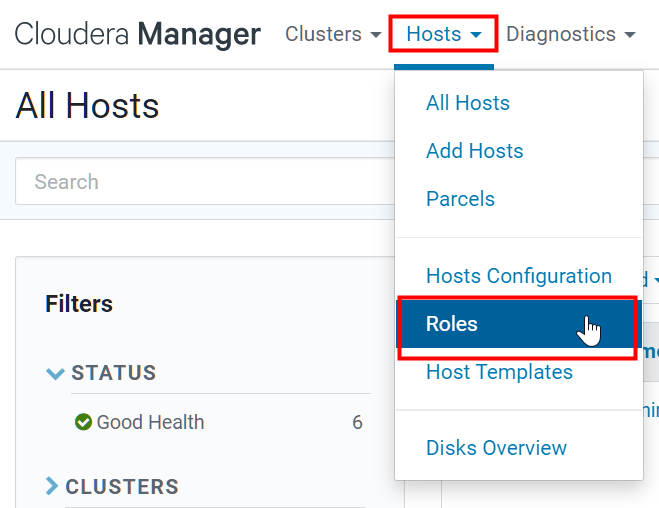 Cloudera Manager Clusters Hosts Diagnostics
All Hosts
Search
All Hosts
Add Hosts
Parcels
Hosts Configuration
Roles
Host Templates
Disks Overview
Filters
STATUS
Good Health 6
CLUSTERS